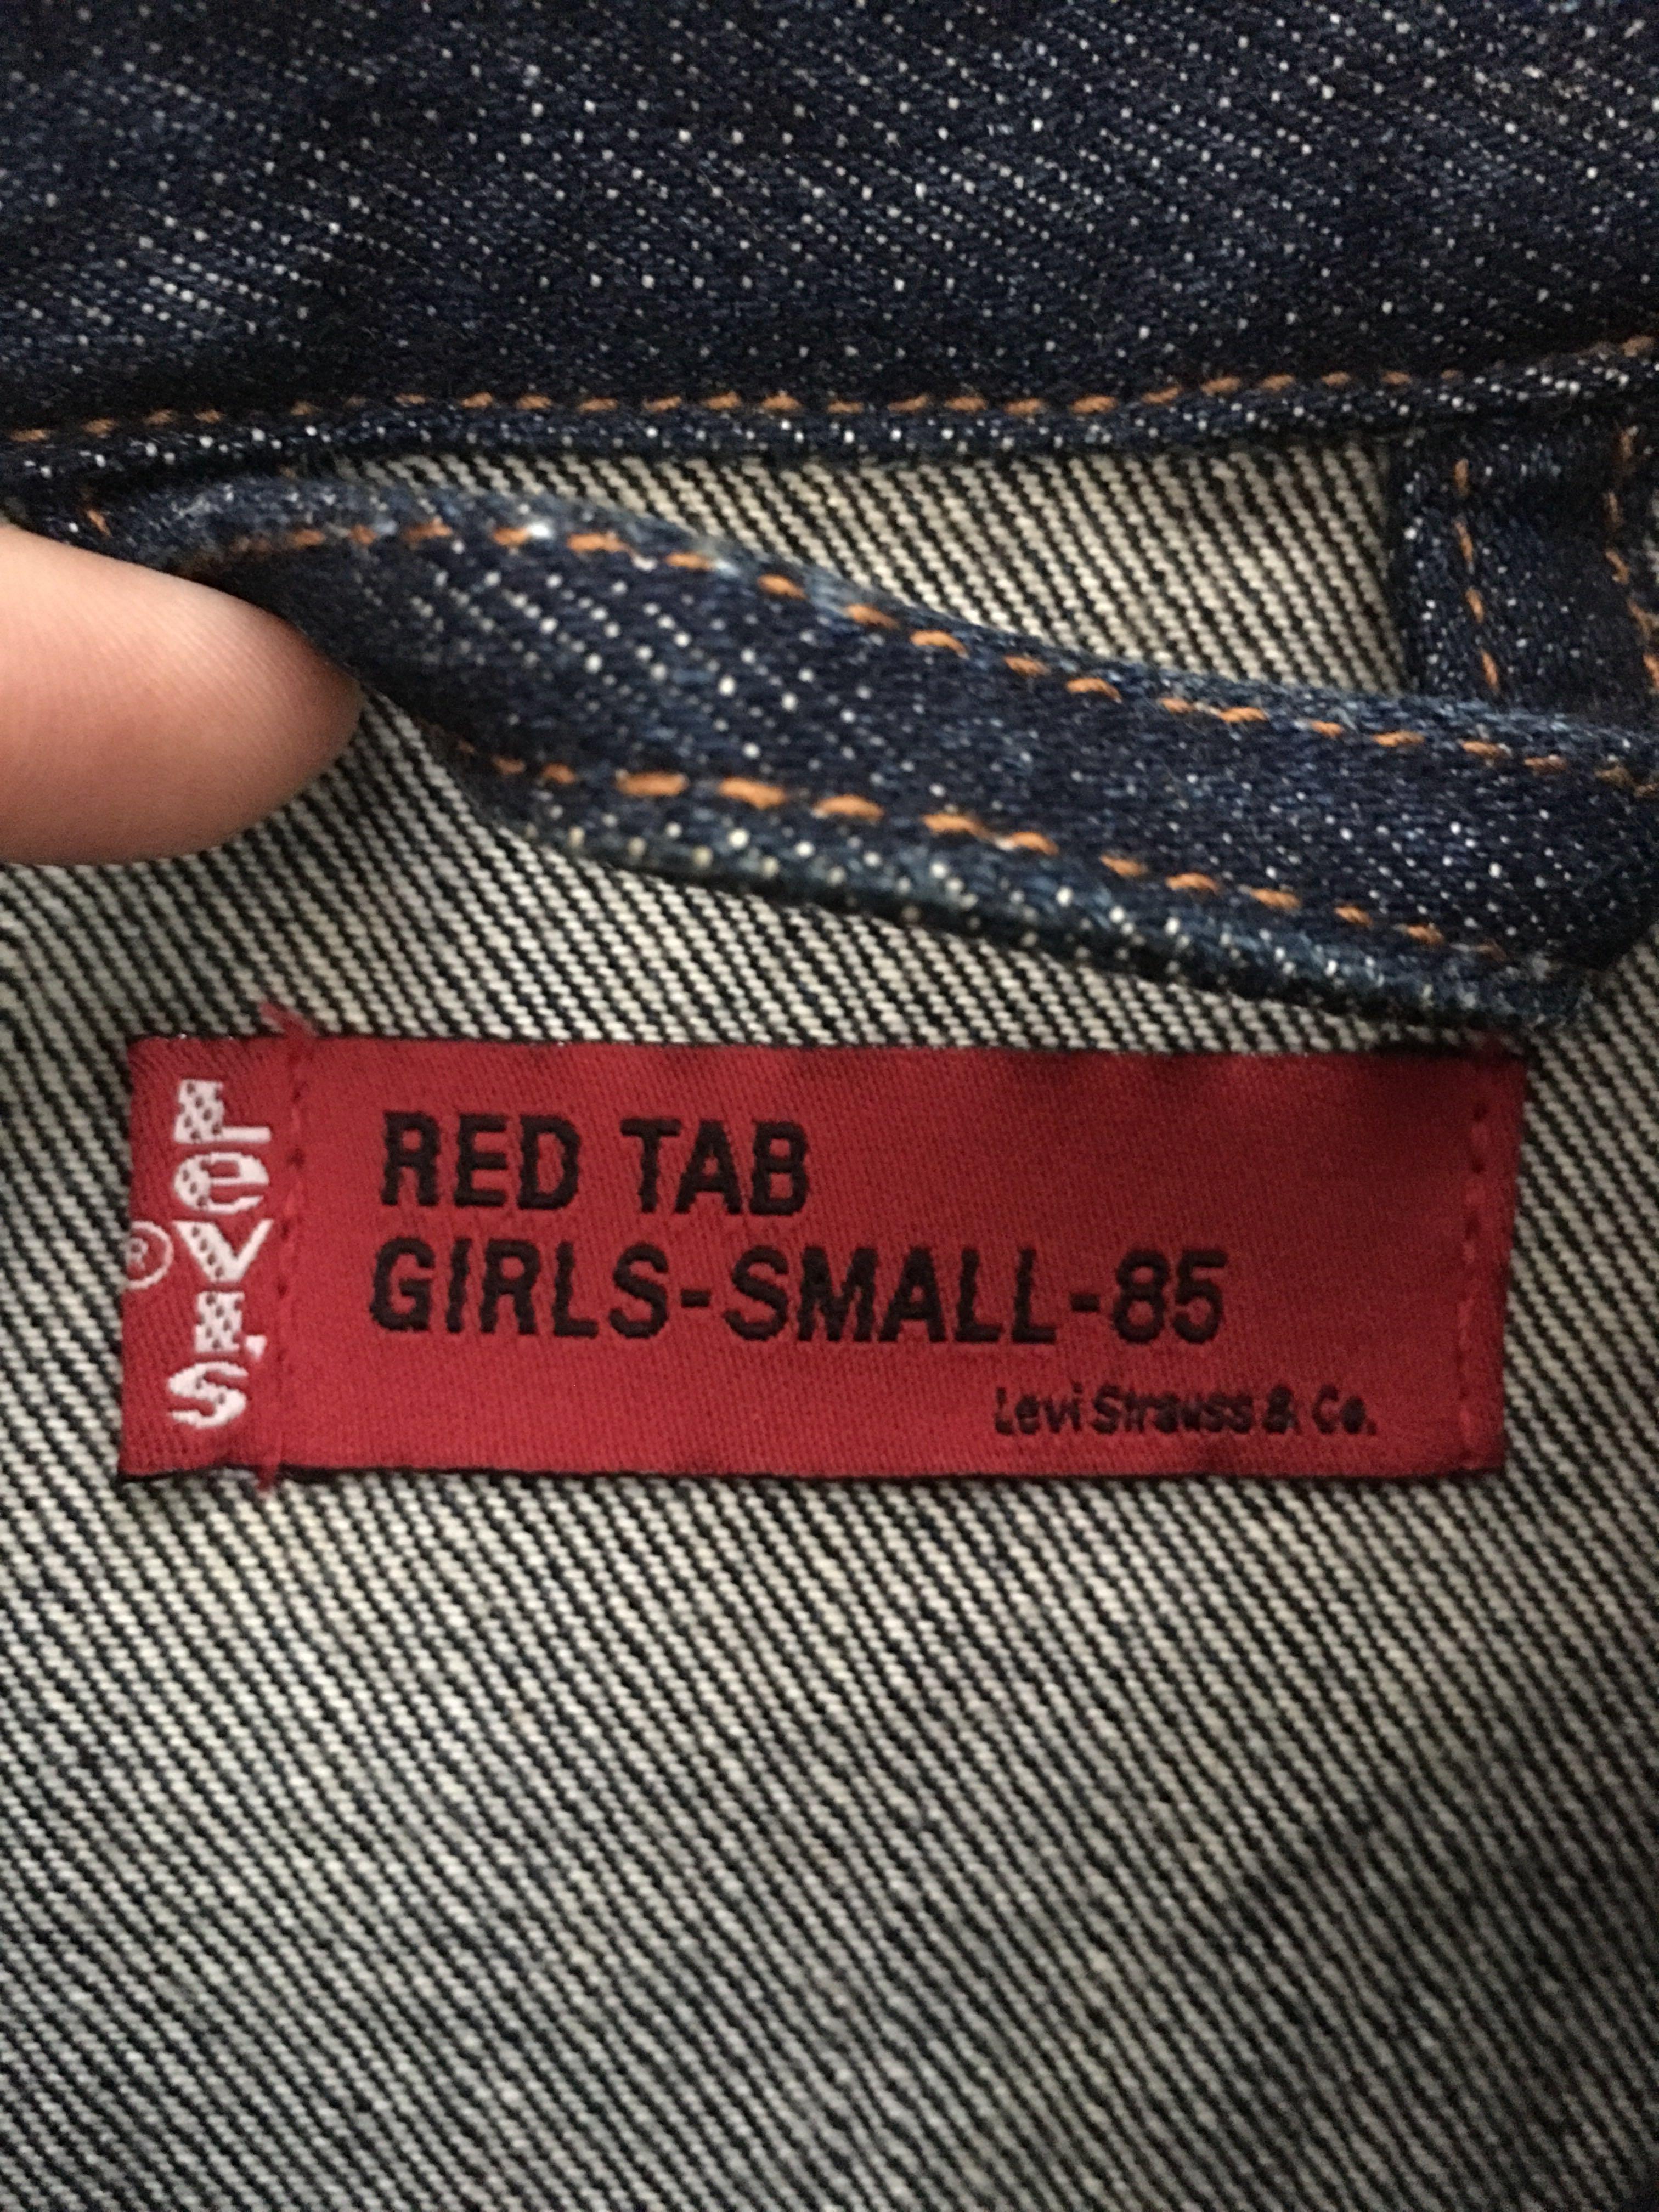 LEVI'S
®
RED TAB
GIRLS-SMALL-85
Levi Strauss & Co.